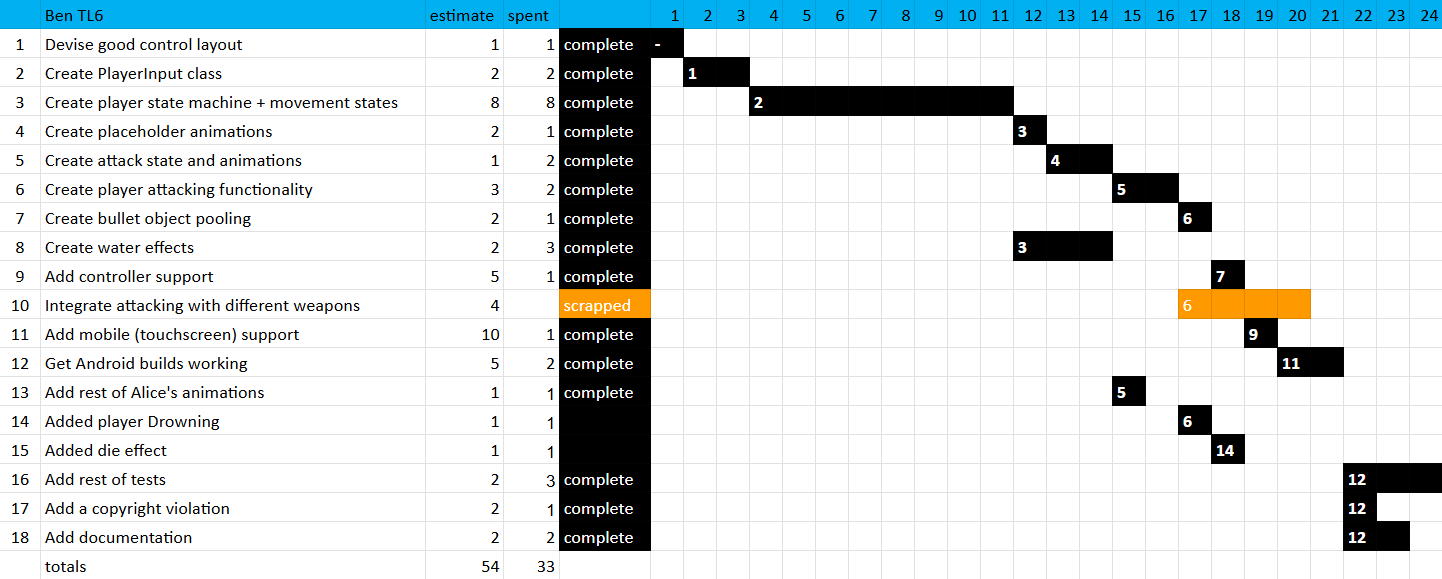 Ben TL6 estimate spent 1 2 3 4 5 6 7 8 9 10 11 12 13 14 15 16 17 18 19 20 21 22 23 24
1 Devise good control layout 1 1 complete -
2 Create PlayerInput class 2 2 complete 1
3 Create player state machine + movement states 8 8 complete 2
4 Create placeholder animations 2 1 complete 3
5 Create attack state and animations 1 2 complete 4
6 Create player attacking functionality 3 2 complete 5
7 Create bullet object pooling 2 1 complete 6
8 Create water effects 2 3 complete 3
9 Add controller support 5 1 complete 7
10 Integrate attacking with different weapons 4 scrapped 6
11 Add mobile (touchscreen) support 10 1 complete 9
12 Get Android builds working 5 2 complete 11
13 Add rest of Alice's animations 1 1 complete 5
14 Added player Drowning 1 1 6
15 Added die effect 1 1 14
16 Add rest of tests 2 3 complete 12
17 Add a copyright violation 2 1 complete 12
18 Add documentation 2 2 complete 12
totals 54 33